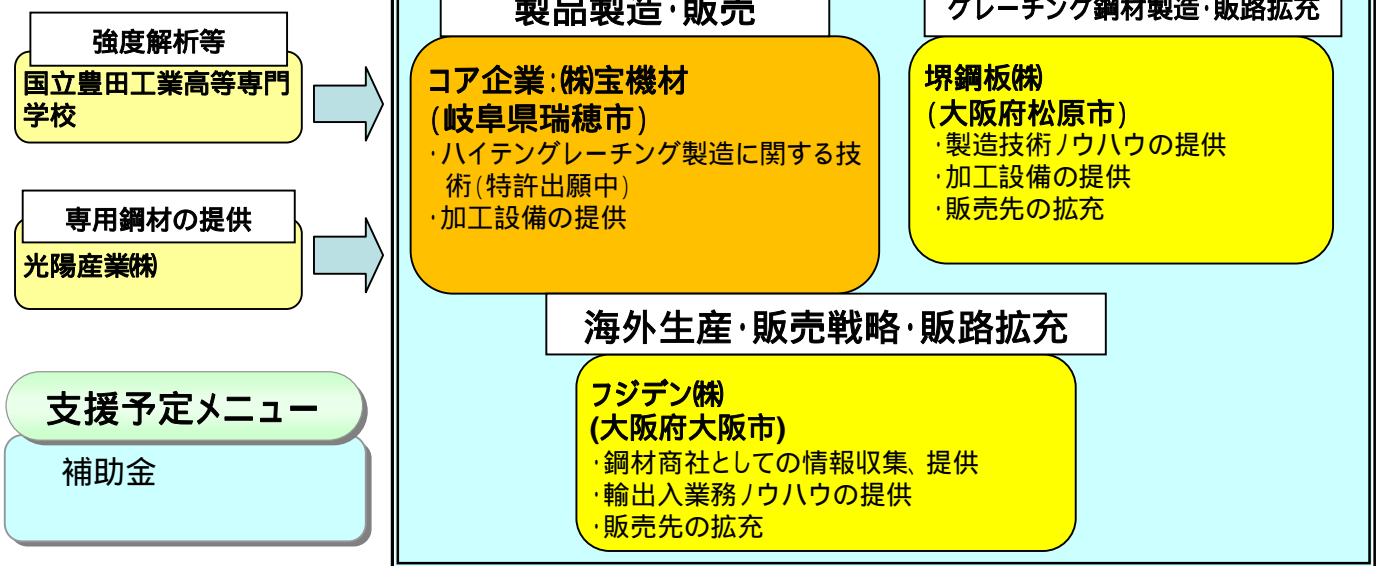 製品製造・販売
グレーチング鋼材製造・販路拡充
強度解析等
国立豊田工業高等専門
学校
専用鋼材の提供
光陽産業㈱
コア企業:㈱宝機材
(岐阜県瑞穂市)
・ハイテングレーチング製造に関する技
術(特許出願中)
・加工設備の提供
堺鋼板㈱
(大阪府松原市)
・製造技術ノウハウの提供
・加工設備の提供
・販売先の拡充
海外生産・販売戦略・販路拡充
フジデン㈱
(大阪府大阪市)
・鋼材商社としての情報収集、提供
・輸出入業務ノウハウの提供
・販売先の拡充
支援予定メニュー
補助金